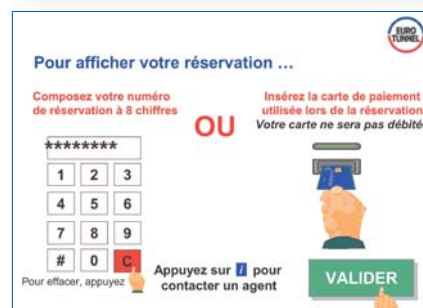 EURO
TUNNEL
Pour afficher votre réservation ...
Composez votre numéro
de réservation à 8 chiffres
OU
Insérez la carte de paiement
utilisée lors de la réservation
Votre carte ne sera pas débitée
********
1 2 3
4 5 6
7 8 9
# 0 C
Pour effacer, appuyez
Appuyez sur i pour
contacter un agent
VALIDER